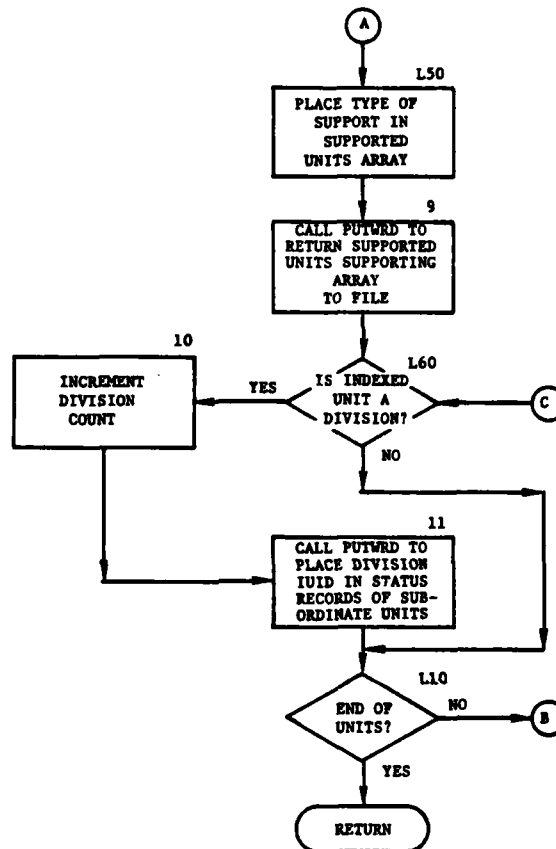 A
L50
PLACE TYPE OF
SUPPORT IN
SUPPORTED
UNITS ARRAY
9
CALL PUTWRD TO
RETURN SUPPORTED
UNITS SUPPORTING
ARRAY
TO FILE
10
L60
INCREMENT
DIVISION
COUNT
YES
IS INDEXED
UNIT A
DIVISION?
C
NO
11
CALL PUTWRD TO
PLACE DIVISION
IUID IN STATUS
RECORDS OF SUB-
ORDINATE UNITS
L10
END OF
UNITS?
NO
B
YES
RETURN